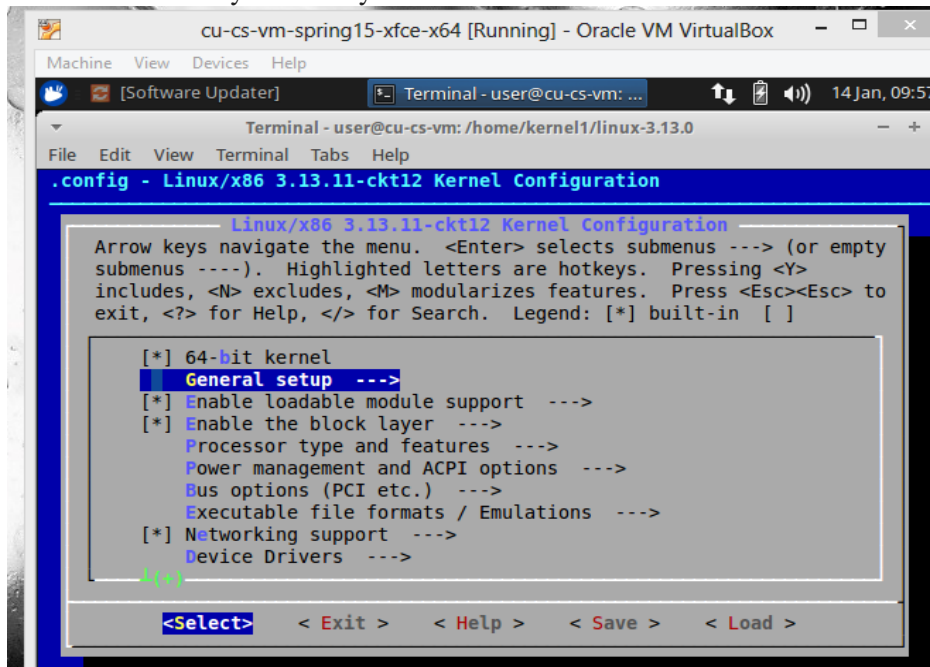 cu-cs-vm-spring15-xfce-x64 [Running] - Oracle VM VirtualBox
Machine View Devices Help
[Software Updater] Terminal - user@cu-cs-vm: ... 14 Jan, 09:57
Terminal - user@cu-cs-vm: /home/kernel1/linux-3.13.0
File Edit View Terminal Tabs Help
.config - Linux/x86 3.13.11-ckt12 Kernel Configuration
Linux/x86 3.13.11-ckt12 Kernel Configuration
Arrow keys navigate the menu. <Enter> selects submenus ---> (or empty
submenus ----). Highlighted letters are hotkeys. Pressing <Y>
includes, <N> excludes, <M> modularizes features. Press <Esc><Esc> to
exit, <?> for Help, </> for Search. Legend: [*] built-in [ ]
[*] 64-bit kernel
General setup --->
[*] Enable loadable module support --->
[*] Enable the block layer --->
Processor type and features --->
Power management and ACPI options --->
Bus options (PCI etc.) --->
Executable file formats / Emulations --->
[*] Networking support --->
Device Drivers --->
┴(+)
<Select> < Exit > < Help > < Save > < Load >